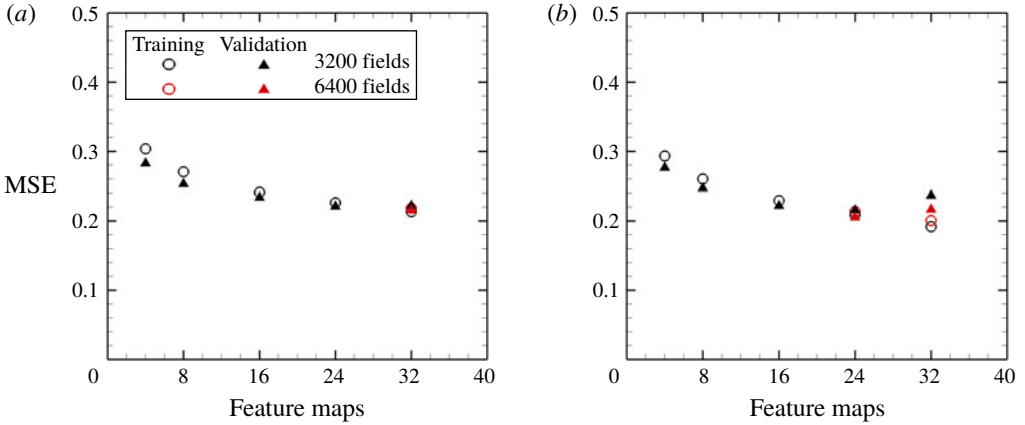 (a)
0.5
Training Validation
3200 fields
6400 fields
0.4
0.3
MSE
0.2
0.1
0 8 16 24 32 40
Feature maps
(b)
0.5
0.4
0.3
0.2
0.1
0 8 16 24 32 40
Feature maps